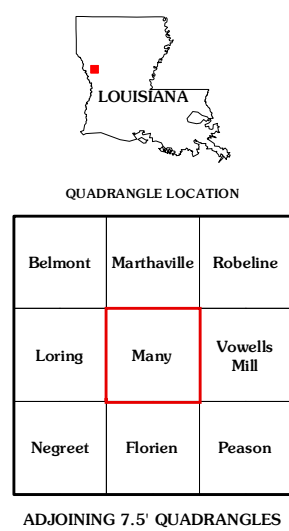 LOUISIANA
QUADRANGLE LOCATION
Belmont Marthaville Robeline
Loring Many Vowells
Mill
Negreet Florien Peason
ADJOINING 7.5' QUADRANGLES